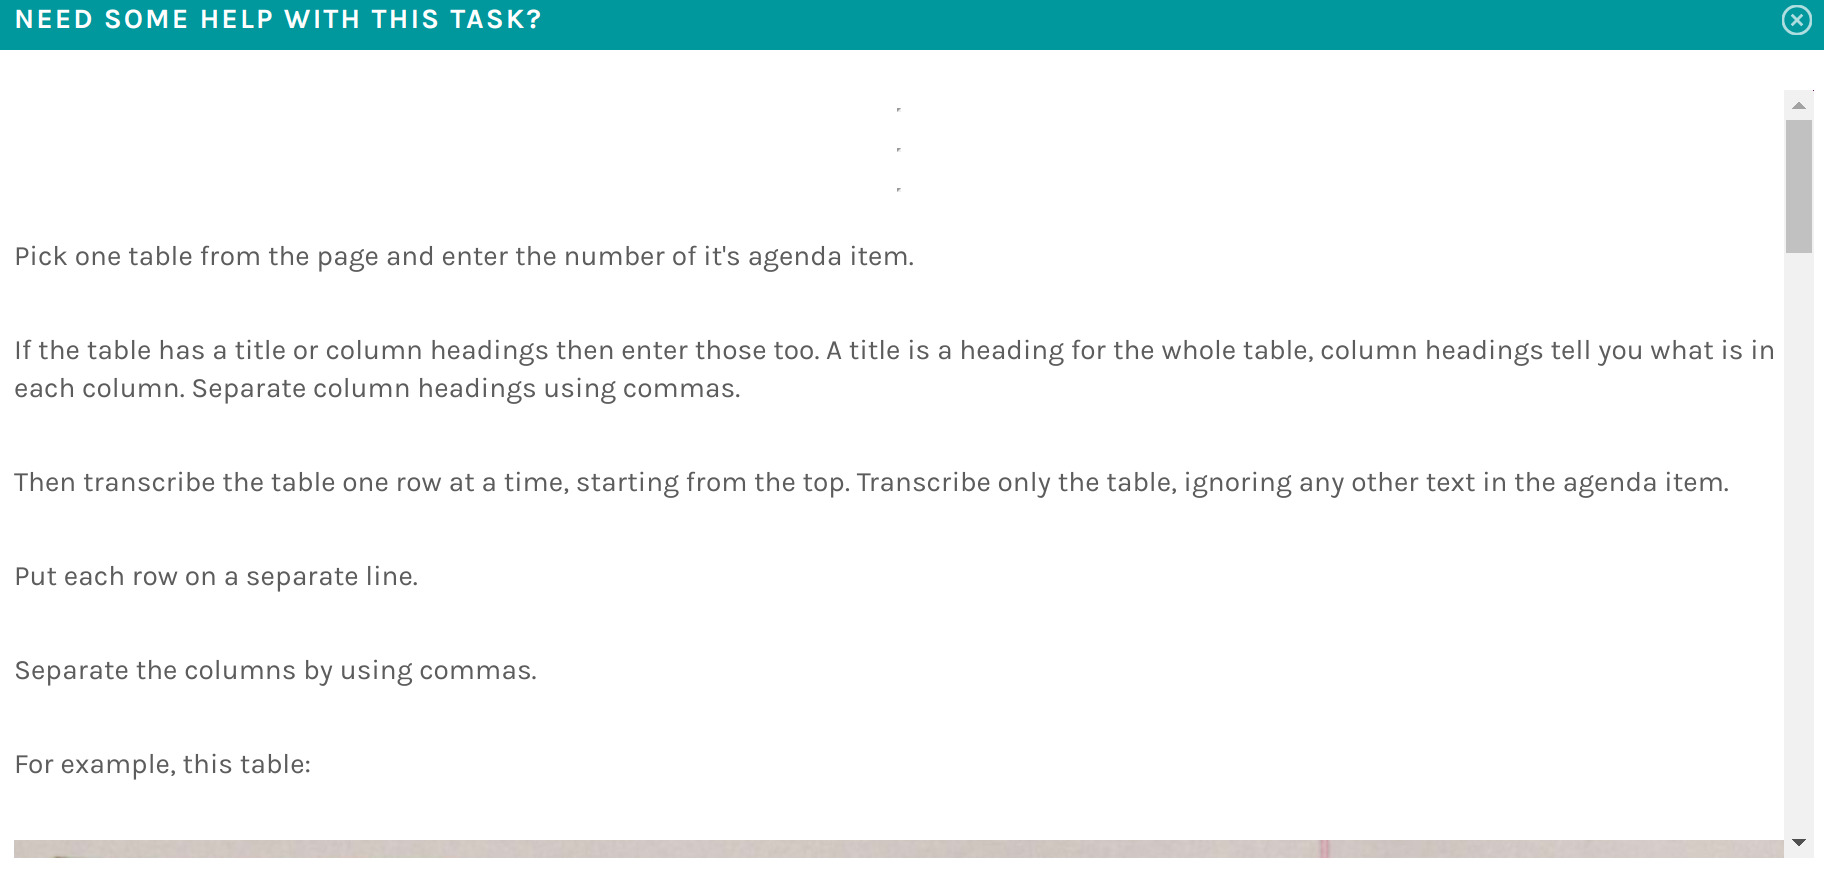 NEED SOME HELP WITH THIS TASK?
Pick one table from the page and enter the number of it's agenda item.
If the table has a title or column headings then enter those too. A title is a heading for the whole table, column headings tell you what is in
each column. Separate column headings using commas.
Then transcribe the table one row at a time, starting from the top. Transcribe only the table, ignoring any other text in the agenda item.
Put each row on a separate line.
Separate the columns by using commas.
For example, this table: